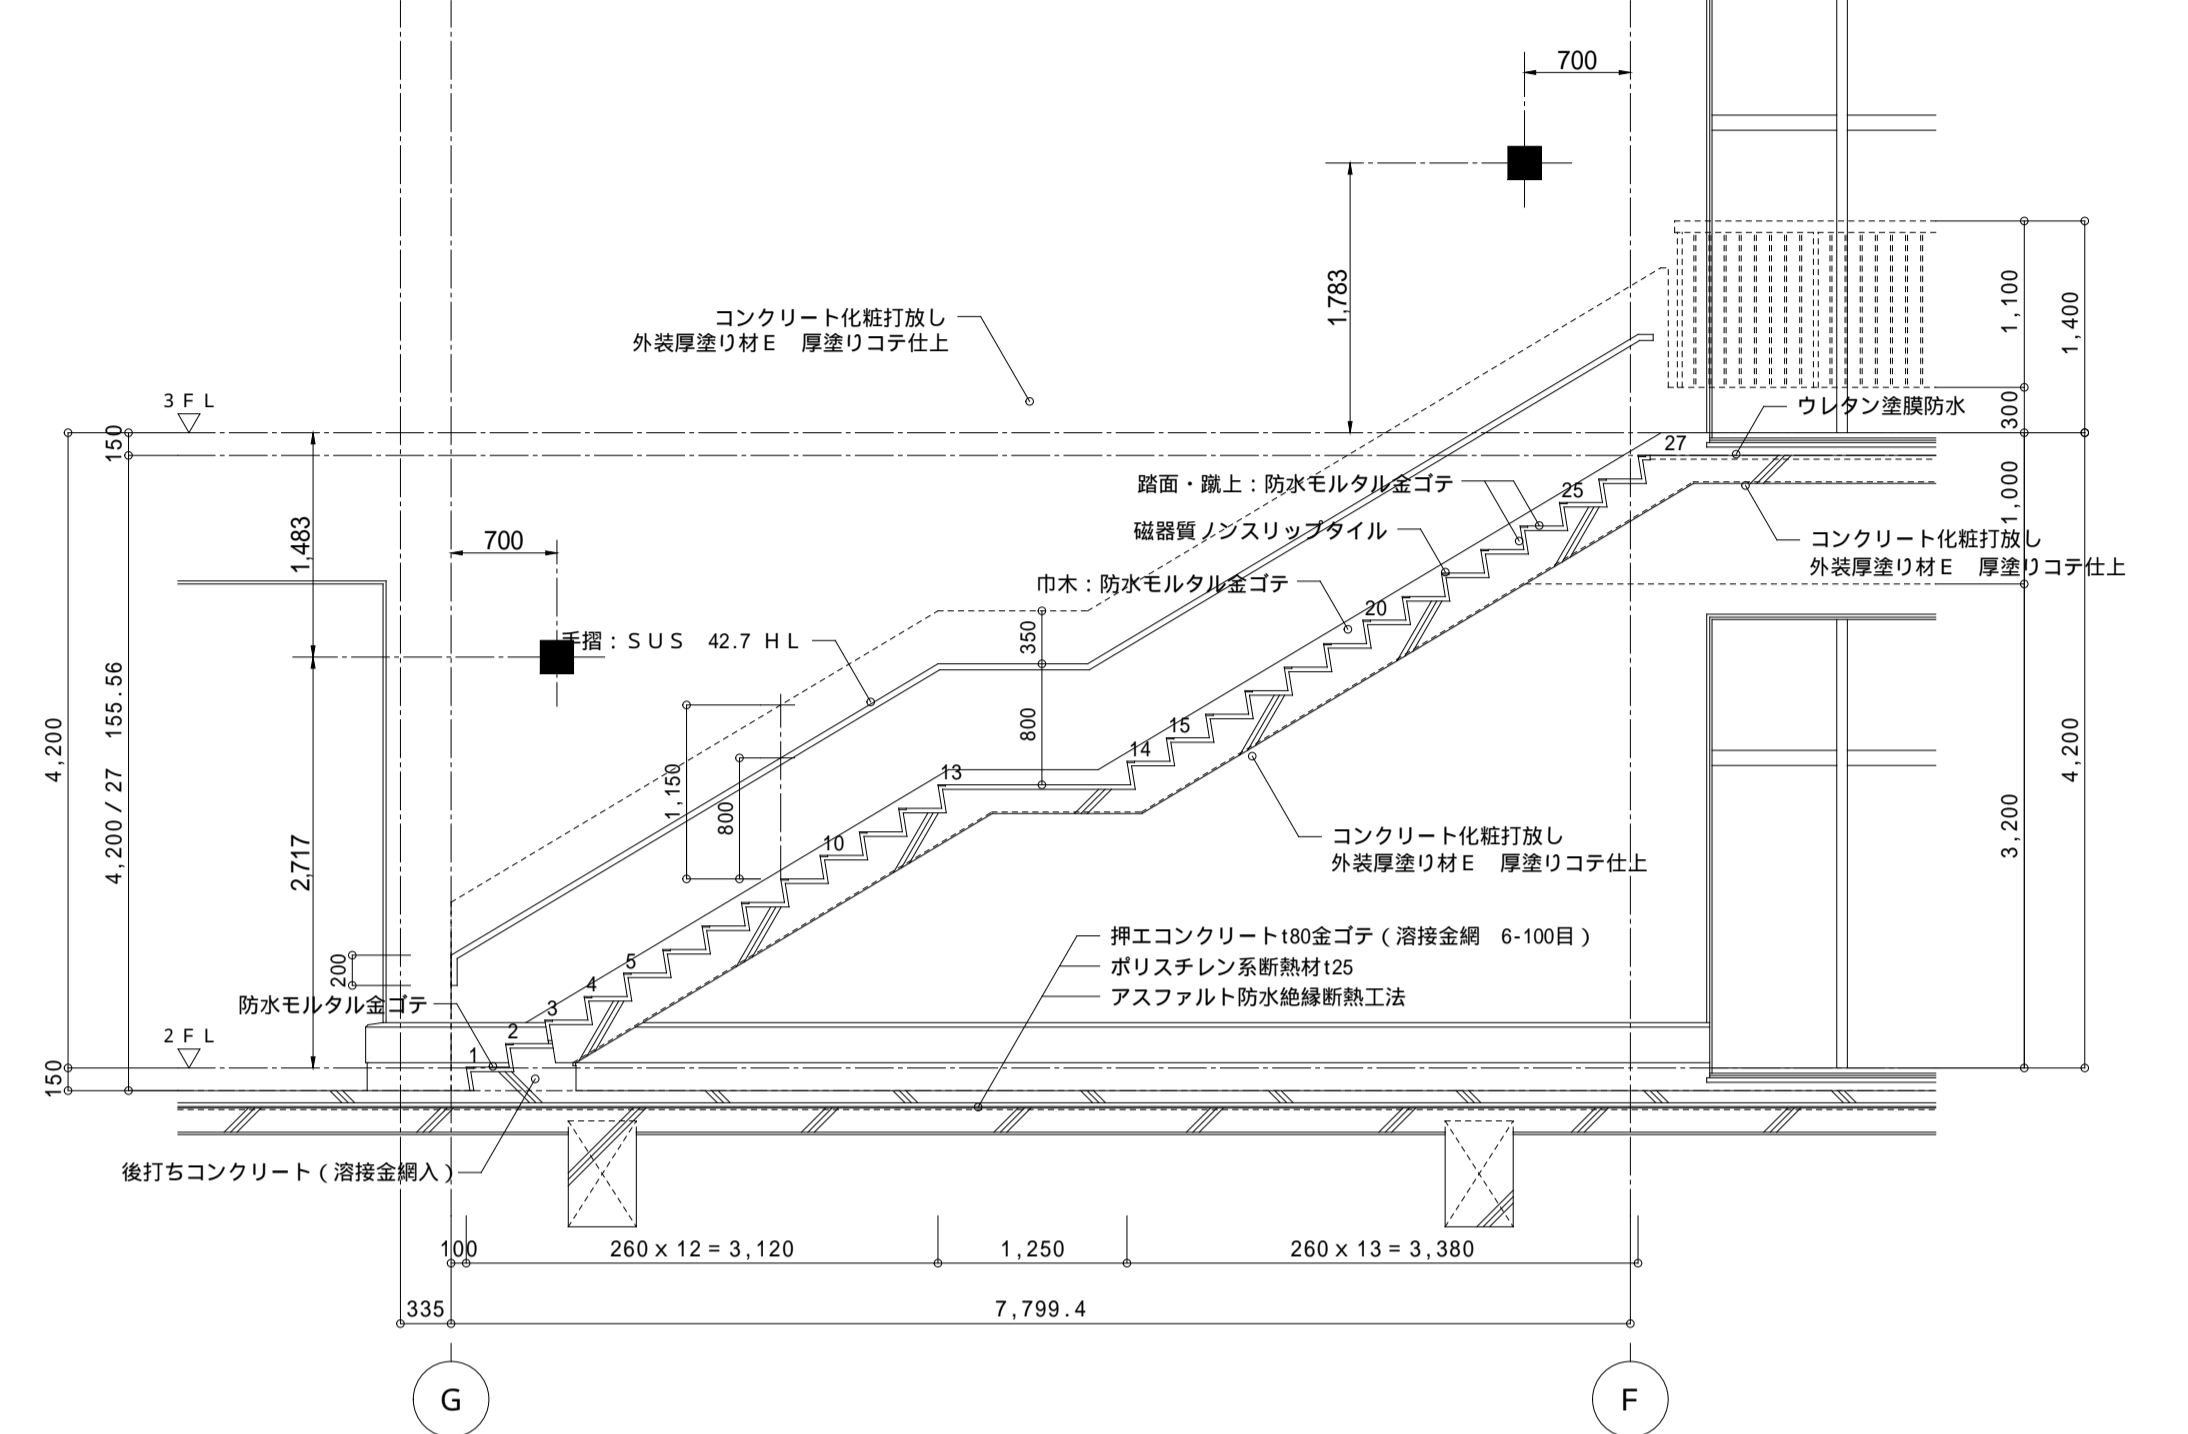 700
1,783
コンクリート化粧打放し
外装厚塗り材E 厚塗りコテ仕上
1,100
1,400
300
ウレタン塗膜防水
3FL
150
27
踏面・蹴上：防水モルタル金ゴテ
25
1,000
磁器質ノンスリップタイル
コンクリート化粧打放し
外装厚塗り材E 厚塗りコテ仕上
1,483
700
巾木：防水モルタル金ゴテ
20
手摺：SUS 42.7 HL
350
800
15
14
13
4,200
4,200/27 155.56
1,150
800
10
コンクリート化粧打放し
外装厚塗り材E 厚塗りコテ仕上
4,200
3,200
2,717
押エコンクリートt80金ゴテ（溶接金網 6-100目）
ポリスチレン系断熱材t25
アスファルト防水絶縁断熱工法
200
防水モルタル金ゴテ
5
4
3
2
1
2FL
150
後打ちコンクリート（溶接金網入）
100
260x12=3,120
1,250
260x13=3,380
335
7,799.4
G
F